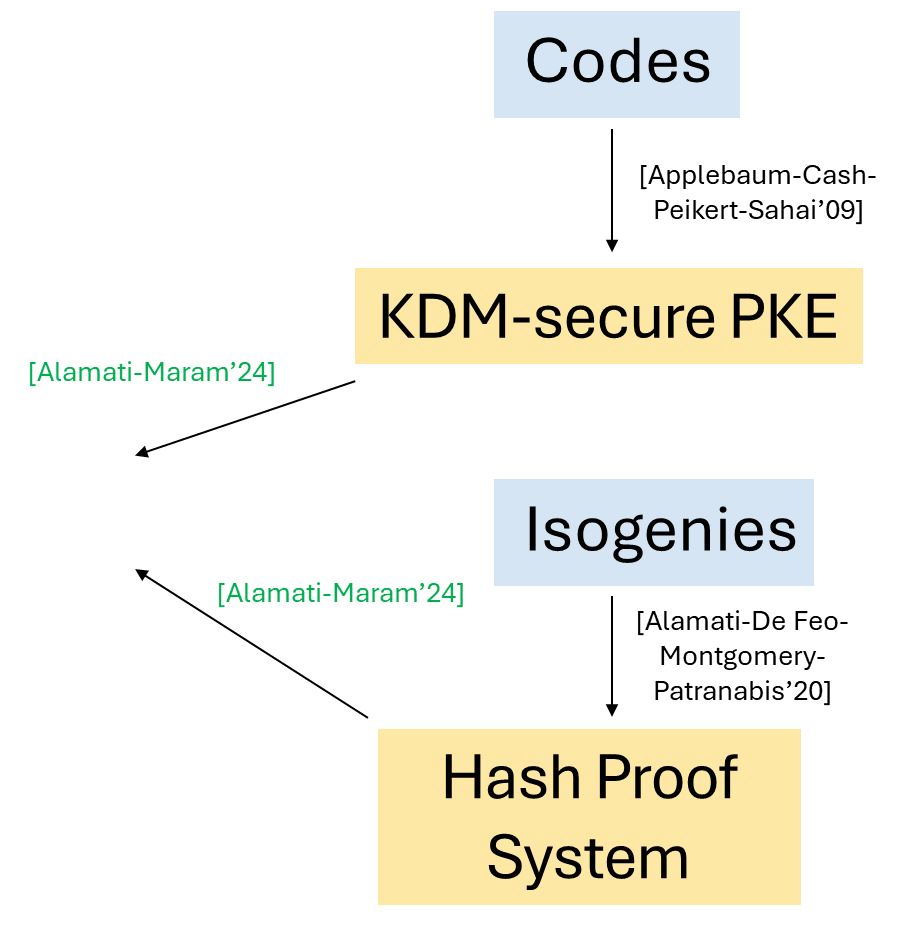 Codes
[Applebaum-Cash-
Peikert-Sahai’09]
KDM-secure PKE
[Alamati-Maram’24]
Isogenies
[Alamati-Maram’24]
[Alamati-De Feo-
Montgomery-
Patranabis’20]
Hash Proof
System